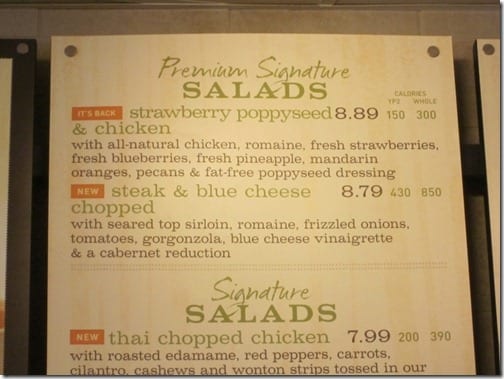 Premium Signature
SALADS
CALORIES
YP2 WHOLE
IT'S BACK strawberry poppyseed 8.89 150 300
& chicken
with all-natural chicken, romaine, fresh strawberries,
fresh blueberries, fresh pineapple, mandarin
oranges, pecans & fat-free poppyseed dressing
NEW steak & blue cheese 8.79 430 850
chopped
with seared top sirloin, romaine, frizzled onions,
tomatoes, gorgonzola, blue cheese vinaigrette
& a cabernet reduction
Signature
SALADS
NEW thai chopped chicken 7.99 200 390
with roasted edamame, red peppers, carrots,
cilantro, cashews and wonton strips tossed in our